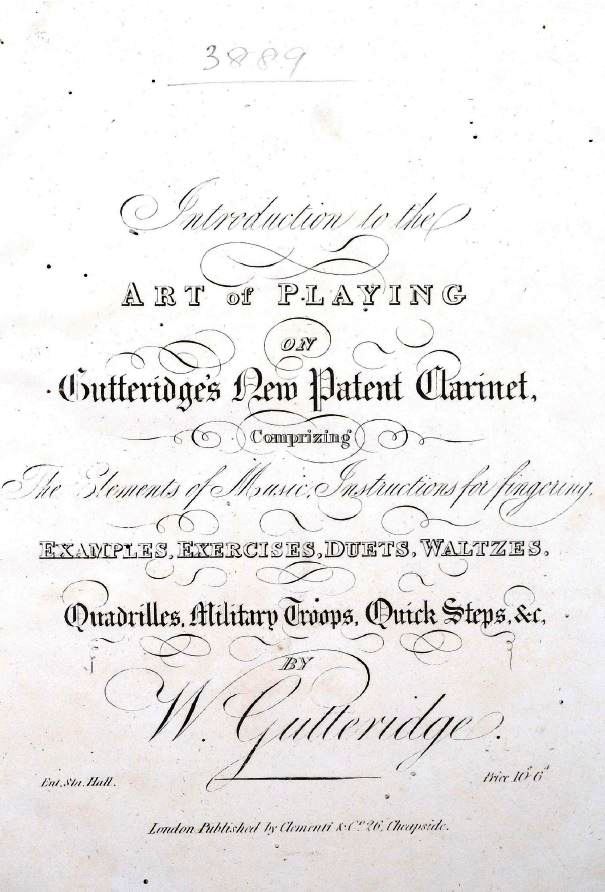 3889
Introduction to the
ART of PLAYING
ON
Gutteridge's New Patent Clarinet,
Comprizing
The Elements of Music, Instructions for fingering,
EXAMPLES, EXERCISES, DUETS, WALTZES,
Quadrilles, Military Troops, Quick Steps, &c,
BY
W. Gutteridge.
Ent. Sta. Hall.
Price 10s 6d
London Published by Clementi & Co. 26, Cheapside.